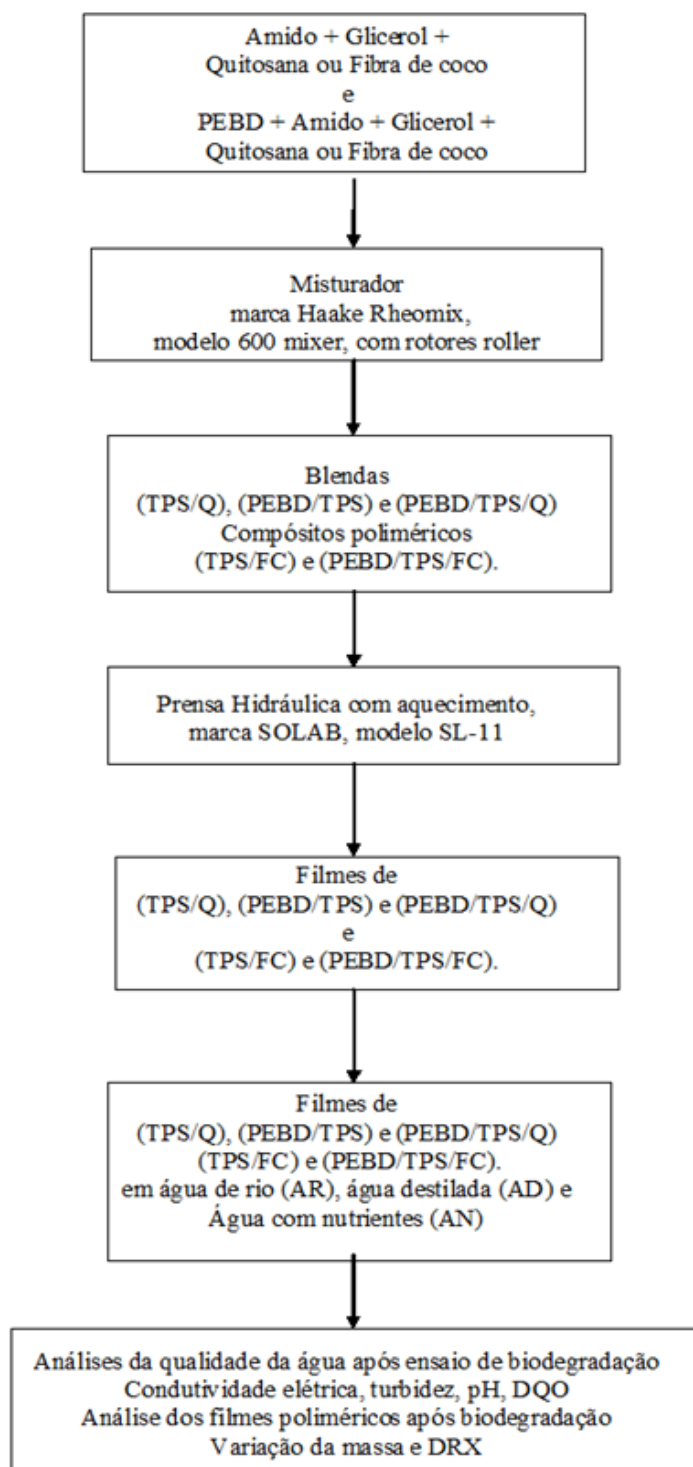 Amido + Glicerol +
Quitosana ou Fibra de coco
e
PEBD + Amido + Glicerol +
Quitosana ou Fibra de coco
Misturador
marca Haake Rheomix,
modelo 600 mixer, com rotores roller
Blendas
(TPS/Q), (PEBD/TPS) e (PEBD/TPS/Q)
Compósitos poliméricos
(TPS/FC) e (PEBD/TPS/FC).
Prensa Hidráulica com aquecimento,
marca SOLAB, modelo SL-11
Filmes de
(TPS/Q), (PEBD/TPS) e (PEBD/TPS/Q)
e
(TPS/FC) e (PEBD/TPS/FC).
Filmes de
(TPS/Q), (PEBD/TPS) e (PEBD/TPS/Q)
(TPS/FC) e (PEBD/TPS/FC).
em água de rio (AR), água destilada (AD) e
Água com nutrientes (AN)
Análises da qualidade da água após ensaio de biodegradação
Condutividade elétrica, turbidez, pH, DQO
Análise dos filmes poliméricos após biodegradação
Variação da massa e DRX